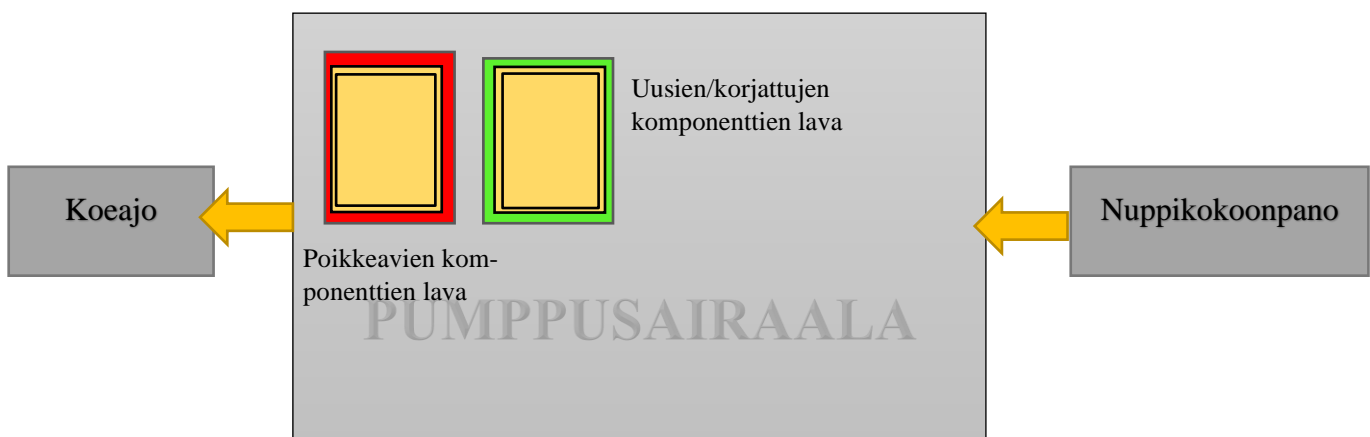 Uusien/korjattujen
komponenttien lava
Koeajo
Nuppikokoonpano
Poikkeavien kom-
ponenttien lava
PUMPPUSAIRAALA